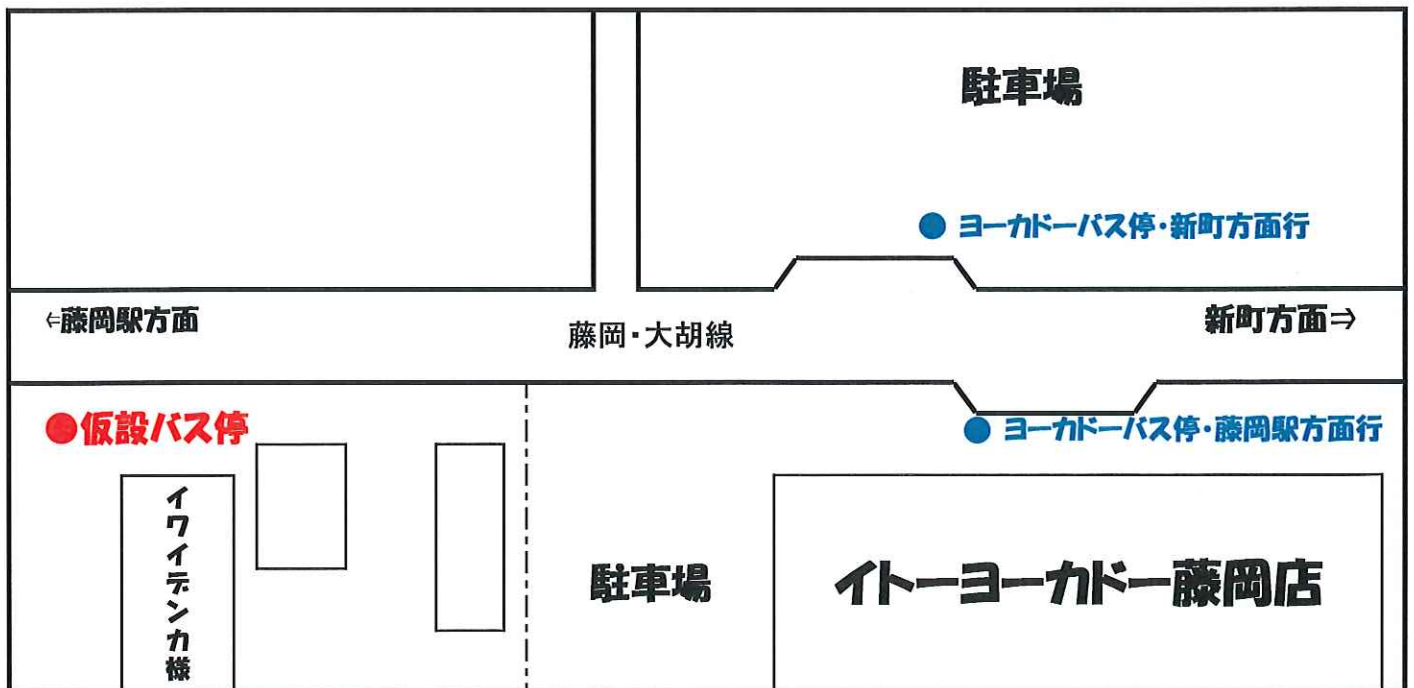 駐車場
● ヨーカドーバス停・新町方面行
⇐藤岡駅方面
藤岡・大胡線
新町方面⇒
●仮設バス停
● ヨーカドーバス停・藤岡駅方面行
イワイデンカ様
駐車場
イトーヨーカドー藤岡店